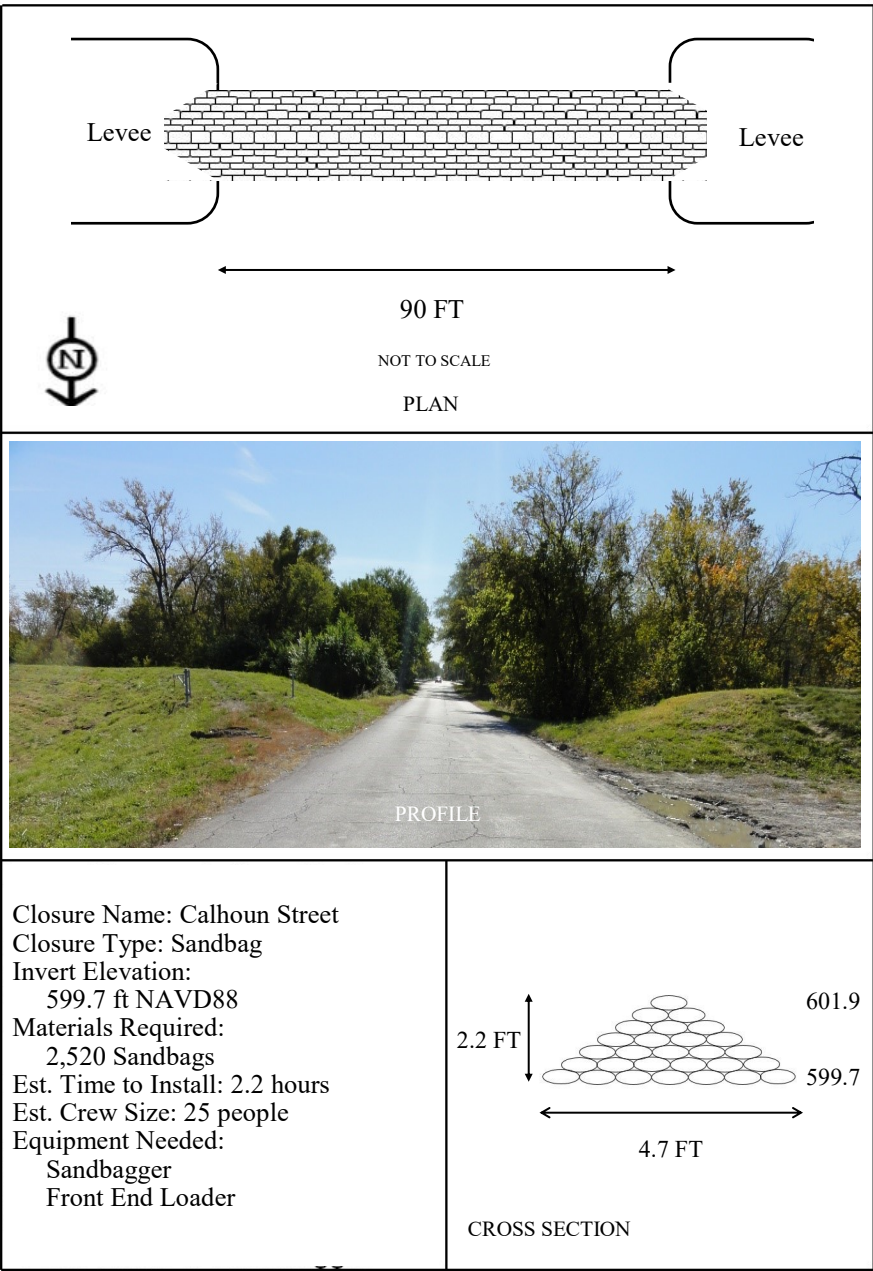 Levee
Levee
90 FT
NOT TO SCALE
N
PLAN
PROFILE
Closure Name: Calhoun Street
Closure Type: Sandbag
Invert Elevation:
599.7 ft NAVD88
Materials Required:
2,520 Sandbags
Est. Time to Install: 2.2 hours
Est. Crew Size: 25 people
Equipment Needed:
Sandbagger
Front End Loader
601.9
2.2 FT
599.7
4.7 FT
CROSS SECTION